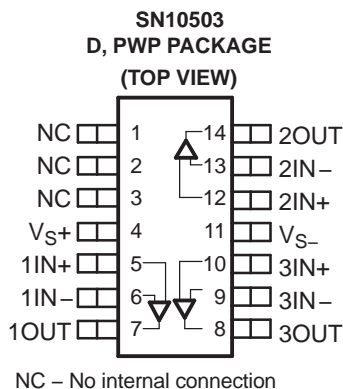 SN10503
D, PWP PACKAGE
(TOP VIEW)
NC 1 14 2OUT
NC 2 13 2IN−
NC 3 12 2IN+
VS+ 4 11 VS−
1IN+ 5 10 3IN+
1IN− 6 9 3IN−
1OUT 7 8 3OUT
NC − No internal connection